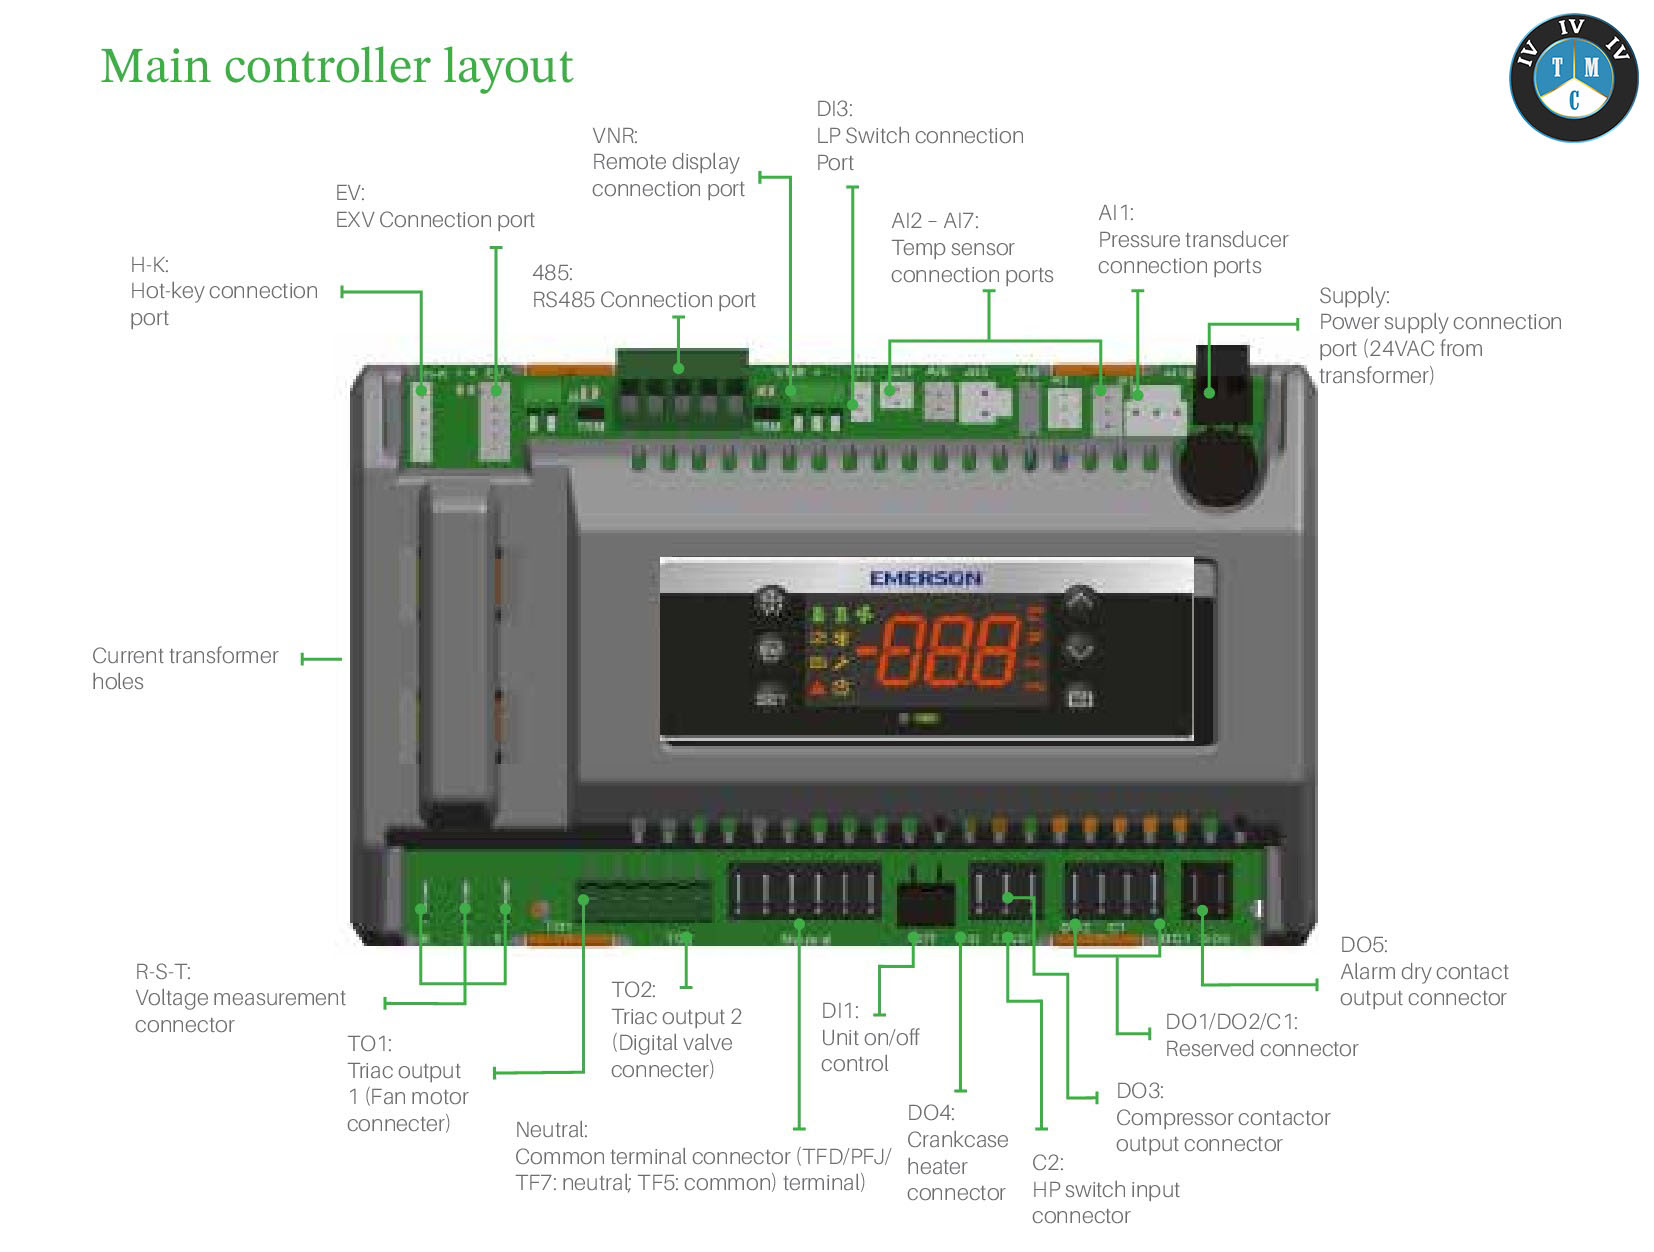 Main controller layout
IV IV IV
T M
C
DI3:
LP Switch connection
Port
VNR:
Remote display
connection port
EV:
EXV Connection port
AI2 – AI7:
Temp sensor
connection ports
AI1:
Pressure transducer
connection ports
H-K:
Hot-key connection
port
485:
RS485 Connection port
Supply:
Power supply connection
port (24VAC from
transformer)
EMERSON
-888
Current transformer
holes
R-S-T:
Voltage measurement
connector
TO1:
Triac output
1 (Fan motor
connecter)
TO2:
Triac output 2
(Digital valve
connecter)
Neutral:
Common terminal connector (TFD/PFJ/
TF7: neutral; TF5: common) terminal)
DI1:
Unit on/off
control
DO4:
Crankcase
heater
connector
C2:
HP switch input
connector
DO3:
Compressor contactor
output connector
DO1/DO2/C1:
Reserved connector
DO5:
Alarm dry contact
output connector